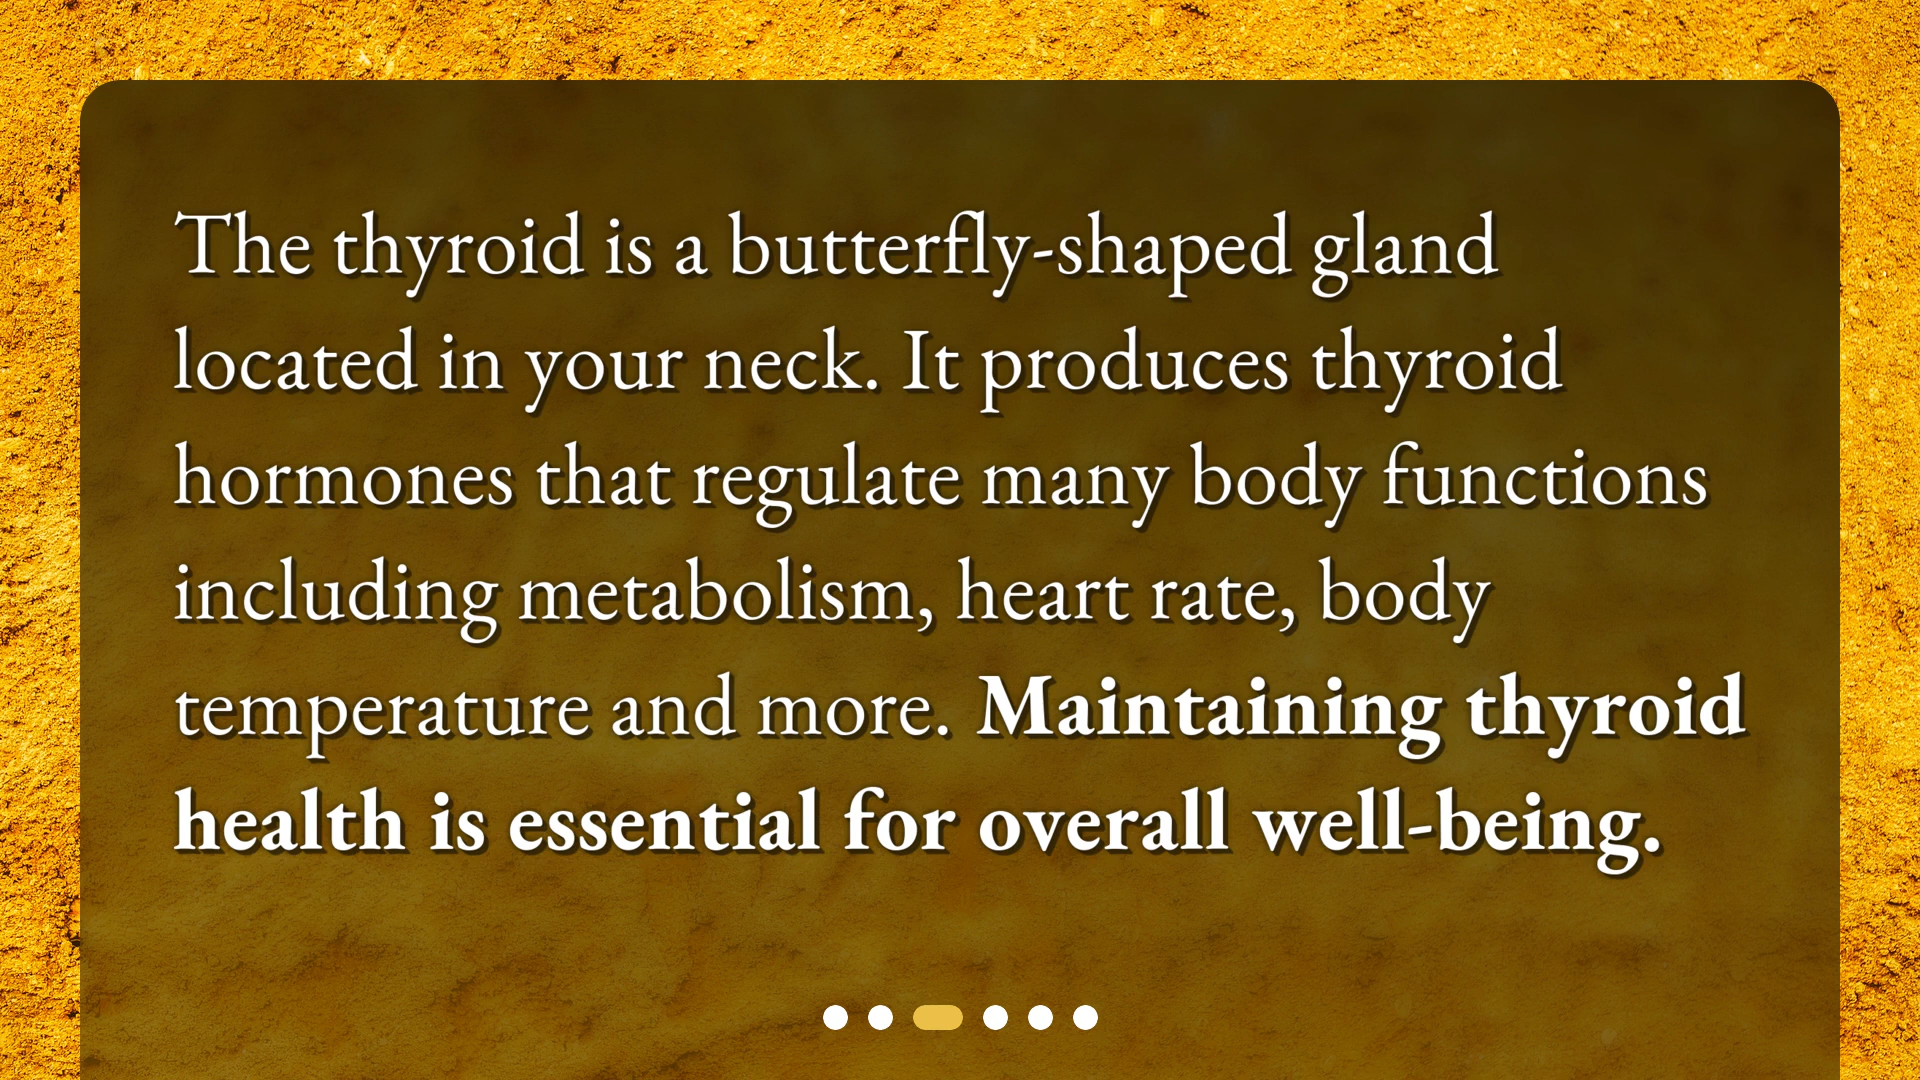 The thyroid is a butterfly-shaped gland
located in your neck. It produces thyroid
hormones that regulate many body functions
including metabolism, heart rate, body
temperature and more. Maintaining thyroid
health is essential for overall well-being.